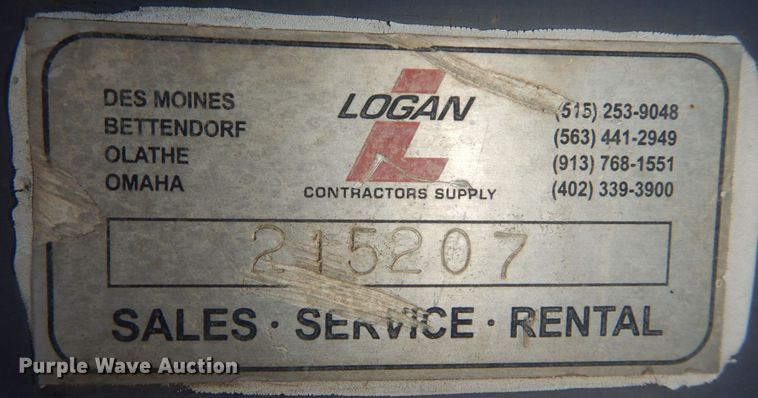 DES MOINES
BETTENDORF
OLATHE
OMAHA
LOGAN
L
CONTRACTORS SUPPLY
(515) 253-9048
(563) 441-2949
(913) 768-1551
(402) 339-3900
215207
SALES · SERVICE · RENTAL
Purple Wave Auction